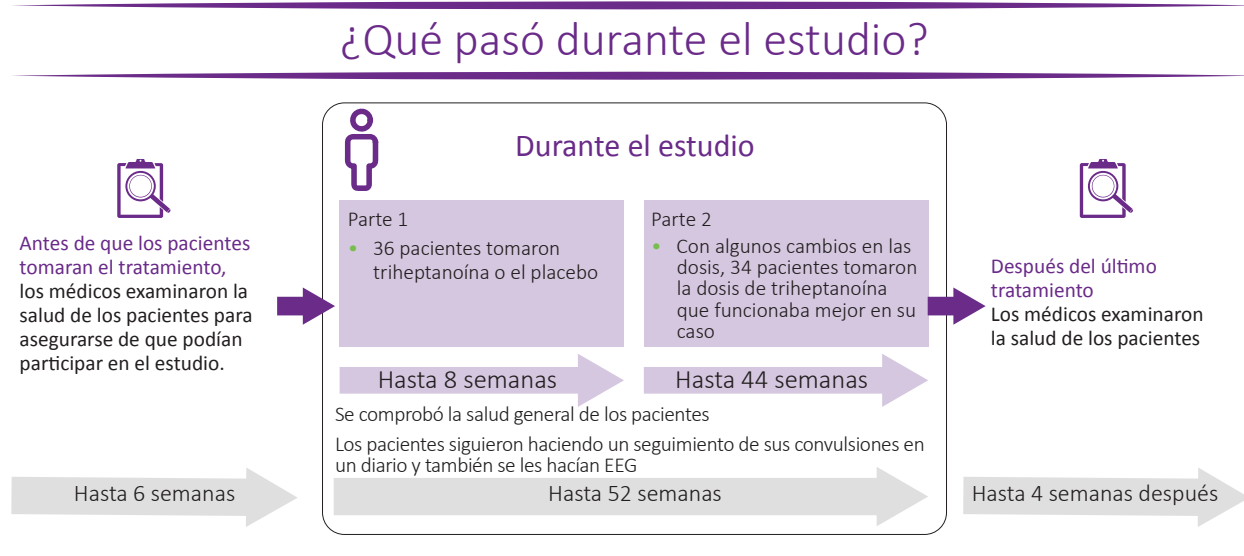 ¿Qué pasó durante el estudio?
Antes de que los pacientes
tomaran el tratamiento,
los médicos examinaron la
salud de los pacientes para
asegurarse de que podían
participar en el estudio.
Hasta 6 semanas
Durante el estudio
Parte 1
• 36 pacientes tomaron
triheptanoína o el placebo
Hasta 8 semanas
Parte 2
• Con algunos cambios en las
dosis, 34 pacientes tomaron
la dosis de triheptanoína
que funcionaba mejor en su
caso
Hasta 44 semanas
Se comprobó la salud general de los pacientes
Los pacientes siguieron haciendo un seguimiento de sus convulsiones en
un diario y también se les hacían EEG
Hasta 52 semanas
Después del último
tratamiento
Los médicos examinaron
la salud de los pacientes
Hasta 4 semanas después